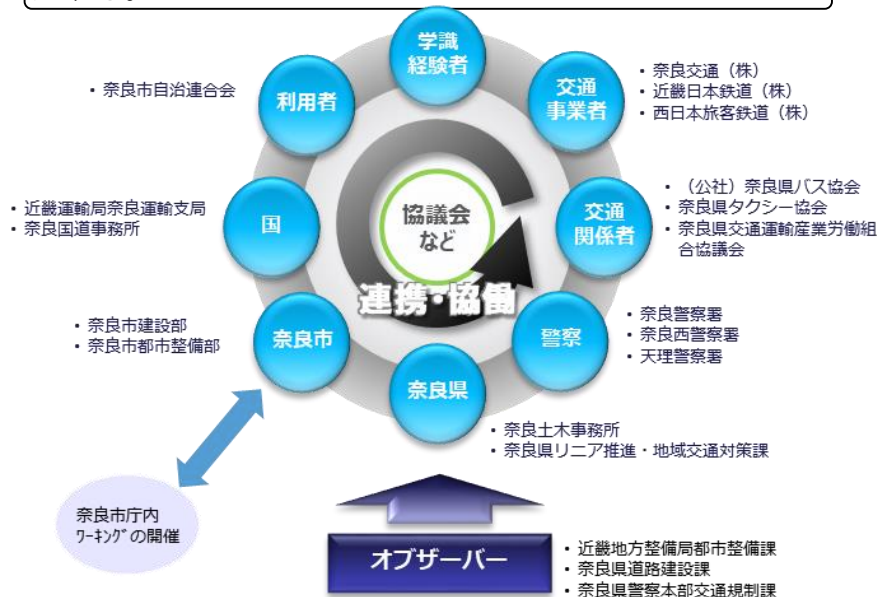 学識
経験者
・奈良市自治連合会
利用者
交通
事業者
・奈良交通（株）
・近畿日本鉄道（株）
・西日本旅客鉄道（株）
・近畿運輸局奈良運輸支局
・奈良国道事務所
国
協議会
など
連携・協働
交通
関係者
・（公社）奈良県バス協会
・奈良県タクシー協会
・奈良県交通運輸産業労働組
合協議会
・奈良市建設部
・奈良市都市整備部
奈良市
警察
・奈良警察署
・奈良西警察署
・天理警察署
奈良県
・奈良土木事務所
・奈良県リニア推進・地域交通対策課
奈良市庁内
ﾜｰｷﾝｸﾞの開催
オブザーバー
・近畿地方整備局都市整備課
・奈良県道路建設課
・奈良県警察本部交通規制課